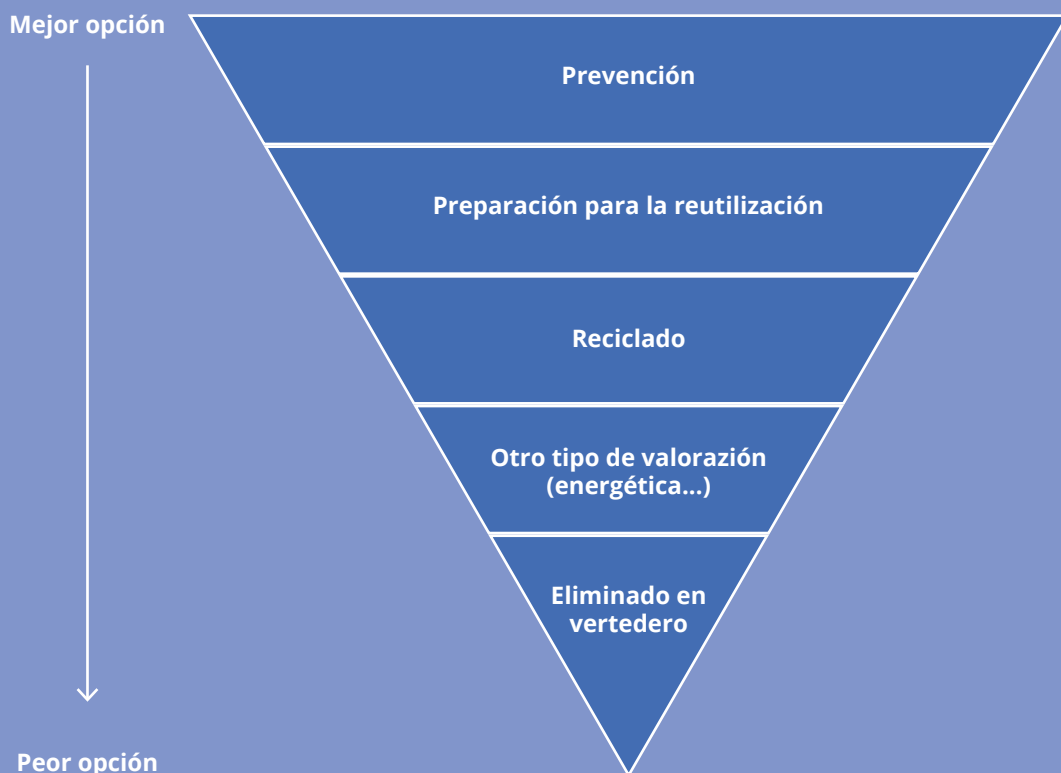 Mejor opción
Prevención
Preparación para la reutilización
Reciclado
Otro tipo de valorazión
(energética...)
Eliminado en
vertedero
Peor opción